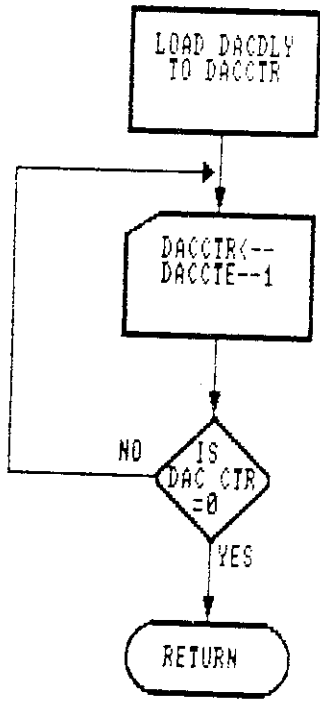 LOAD DACDLY
TO DACCTR
DACCTR<--
DACCTE--1
NO
IS
DAC CTR
=0
YES
RETURN